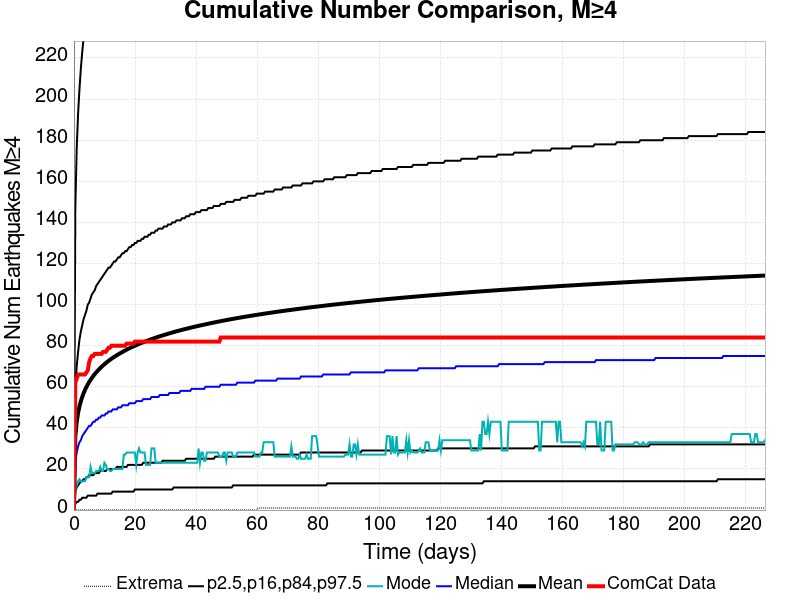 Cumulative Number Comparison, M≥4
Cumulative Num Earthquakes M≥4
220
200
180
160
140
120
100
80
60
40
20
0
0 20 40 60 80 100 120 140 160 180 200 220
Time (days)
Extrema p2.5,p16,p84,p97.5 Mode Median Mean ComCat Data